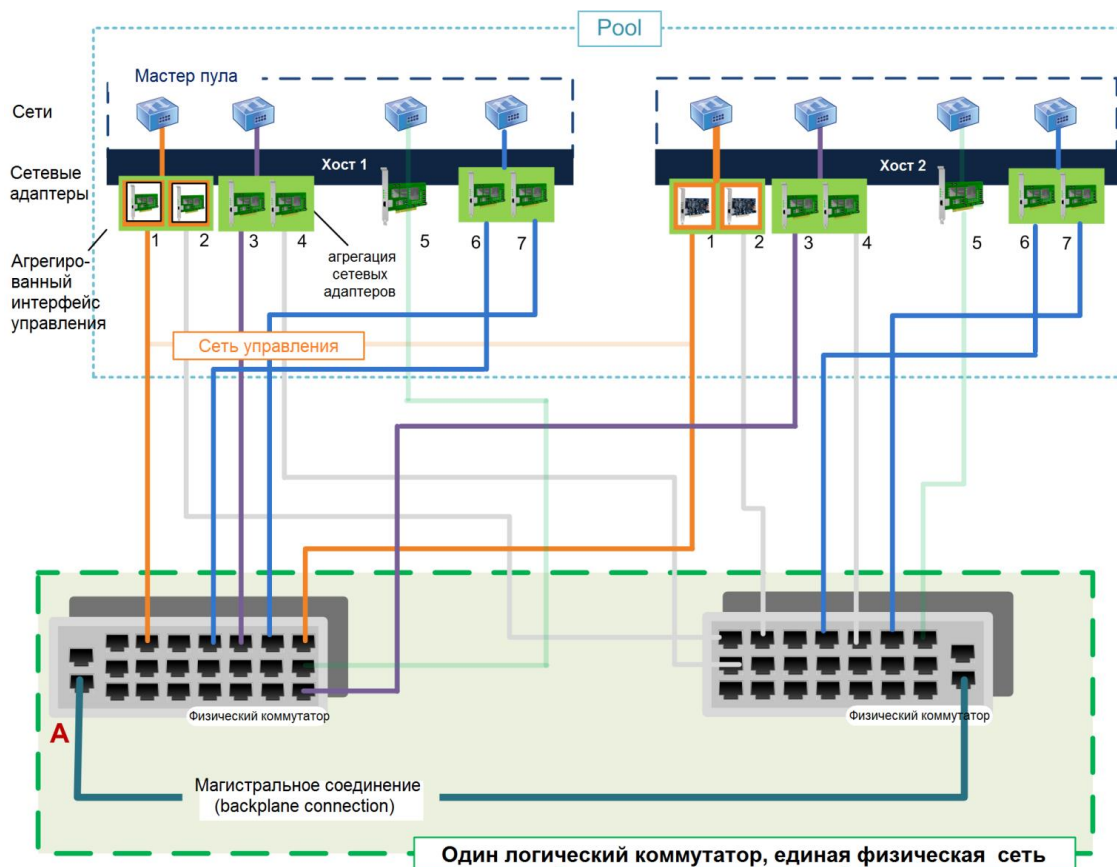 Pool
Мастер пула
Сети
Сетевые
адаптеры
Хост 1
Хост 2
1
2
3
4
5
6
7
1
2
3
4
5
6
7
агрегация
сетевых
адаптеров
Агрегиро-
ванный
интерфейс
управления
Сеть управления
Физический коммутатор
Физический коммутатор
A
Магистральное соединение
(backplane connection)
Один логический коммутатор, единая физическая сеть